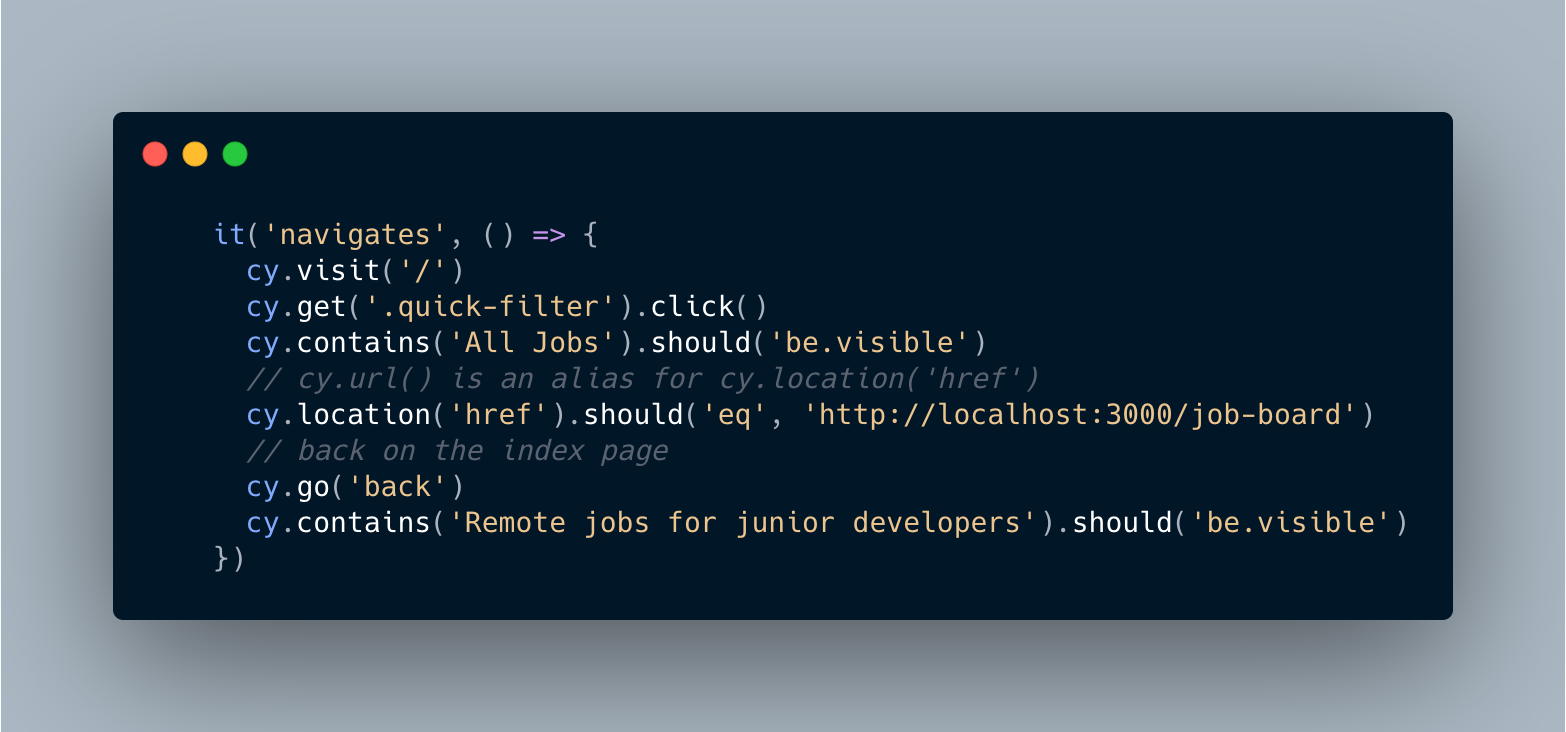 it('navigates', () => {
  cy.visit('/')
  cy.get('.quick-filter').click()
  cy.contains('All Jobs').should('be.visible')
  // cy.url() is an alias for cy.location('href')
  cy.location('href').should('eq', 'http://localhost:3000/job-board')
  // back on the index page
  cy.go('back')
  cy.contains('Remote jobs for junior developers').should('be.visible')
})